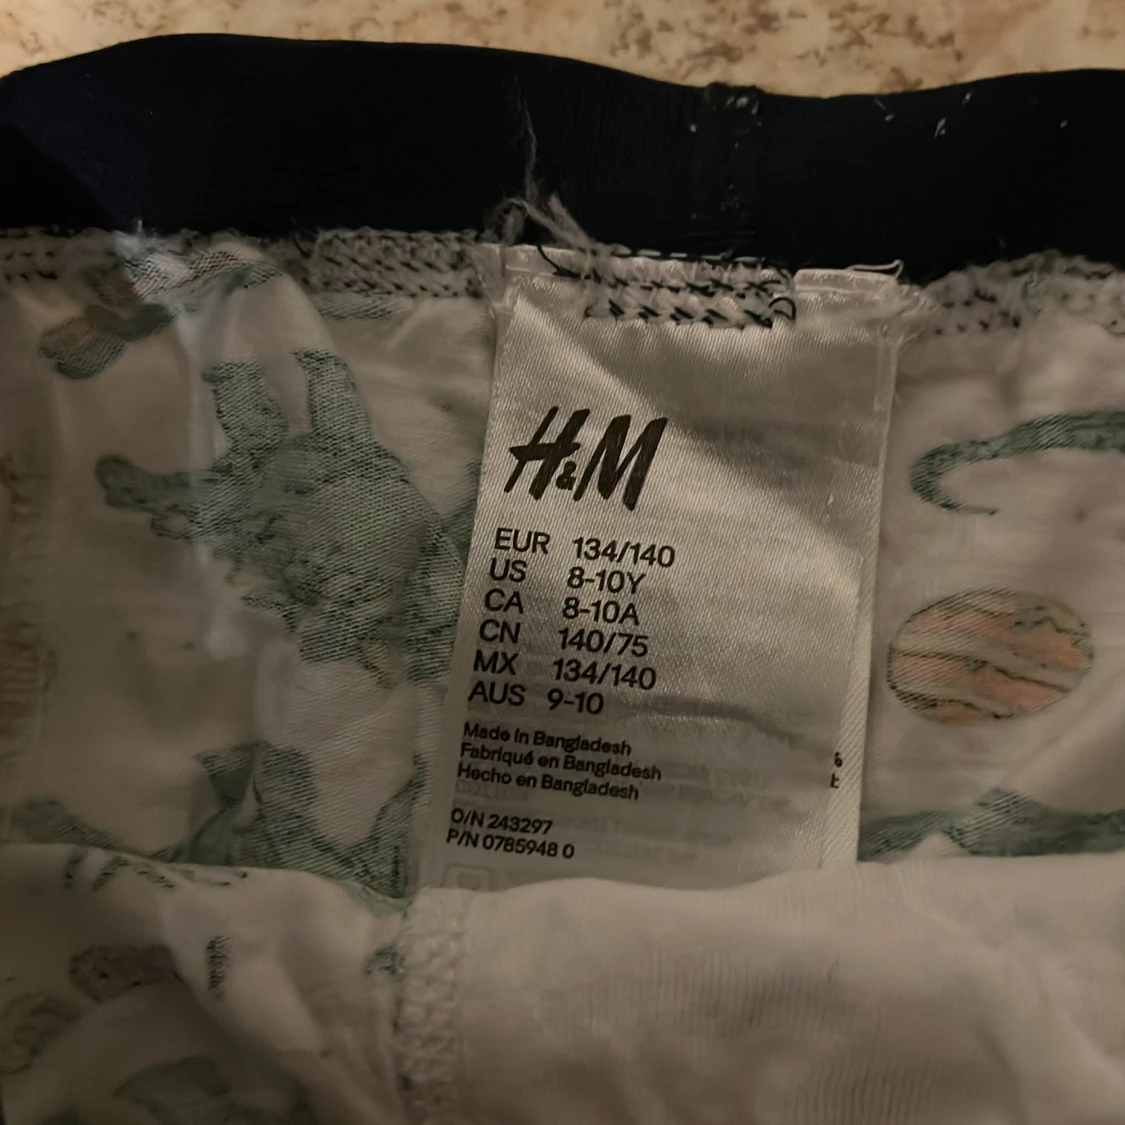 H&M
EUR 134/140
US 8-10Y
CA 8-10A
CN 140/75
MX 134/140
AUS 9-10
Made in Bangladesh
Fabriqué en Bangladesh
Hecho en Bangladesh
O/N 243297
P/N 0785948 0